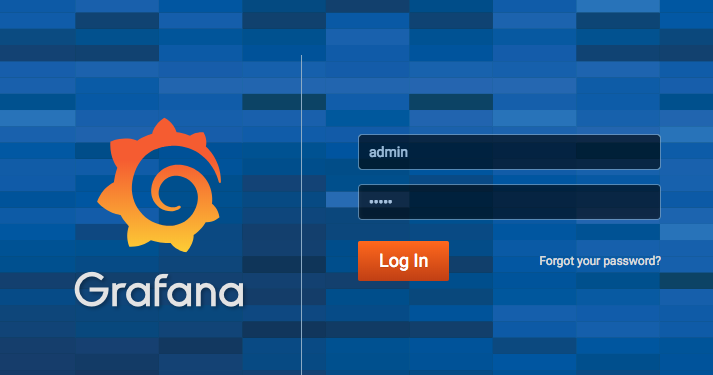 Grafana
admin
•••••
Log In
Forgot your password?